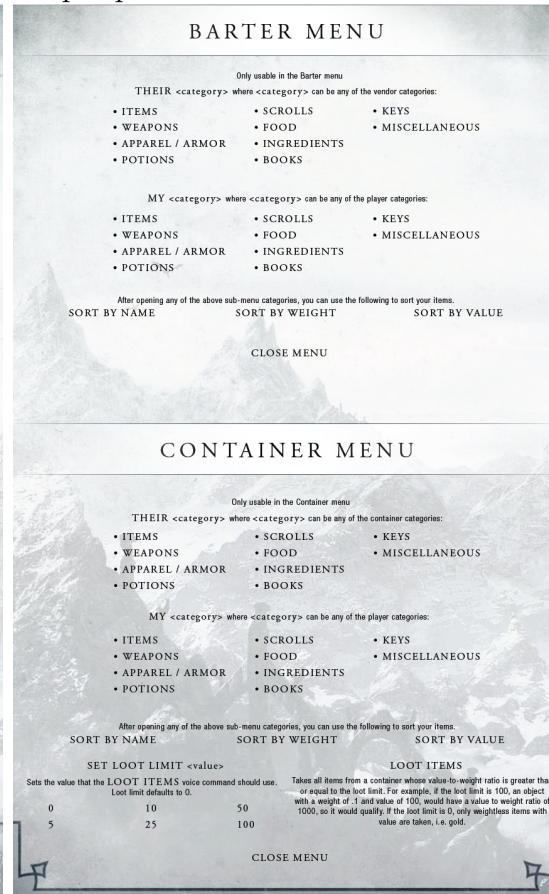 BARTER MENU
Only usable in the Barter menu
THEIR <category> where <category> can be any of the vendor categories:
• ITEMS • SCROLLS • KEYS
• WEAPONS • FOOD • MISCELLANEOUS
• APPAREL / ARMOR • INGREDIENTS
• POTIONS • BOOKS
MY <category> where <category> can be any of the player categories:
• ITEMS • SCROLLS • KEYS
• WEAPONS • FOOD • MISCELLANEOUS
• APPAREL / ARMOR • INGREDIENTS
• POTIONS • BOOKS
After opening any of the above sub-menu categories, you can use the following to sort your items.
SORT BY NAME SORT BY WEIGHT SORT BY VALUE
CLOSE MENU
CONTAINER MENU
Only usable in the Container menu
THEIR <category> where <category> can be any of the container categories:
• ITEMS • SCROLLS • KEYS
• WEAPONS • FOOD • MISCELLANEOUS
• APPAREL / ARMOR • INGREDIENTS
• POTIONS • BOOKS
MY <category> where <category> can be any of the player categories:
• ITEMS • SCROLLS • KEYS
• WEAPONS • FOOD • MISCELLANEOUS
• APPAREL / ARMOR • INGREDIENTS
• POTIONS • BOOKS
After opening any of the above sub-menu categories, you can use the following to sort your items.
SORT BY NAME SORT BY WEIGHT SORT BY VALUE
SET LOOT LIMIT <value>
Sets the value that the LOOT ITEMS voice command should use.
Loot limit defaults to 0.
0 10 50
5 25 100
LOOT ITEMS
Takes all items from a container whose value-to-weight ratio is greater than
or equal to the loot limit. For example, if the loot limit is 100, an object
with a weight of .1 and value of 100, would have a value to weight ratio of
1000, so it would qualify. If the loot limit is 0, only weightless items with
value are taken, i.e. gold.
CLOSE MENU